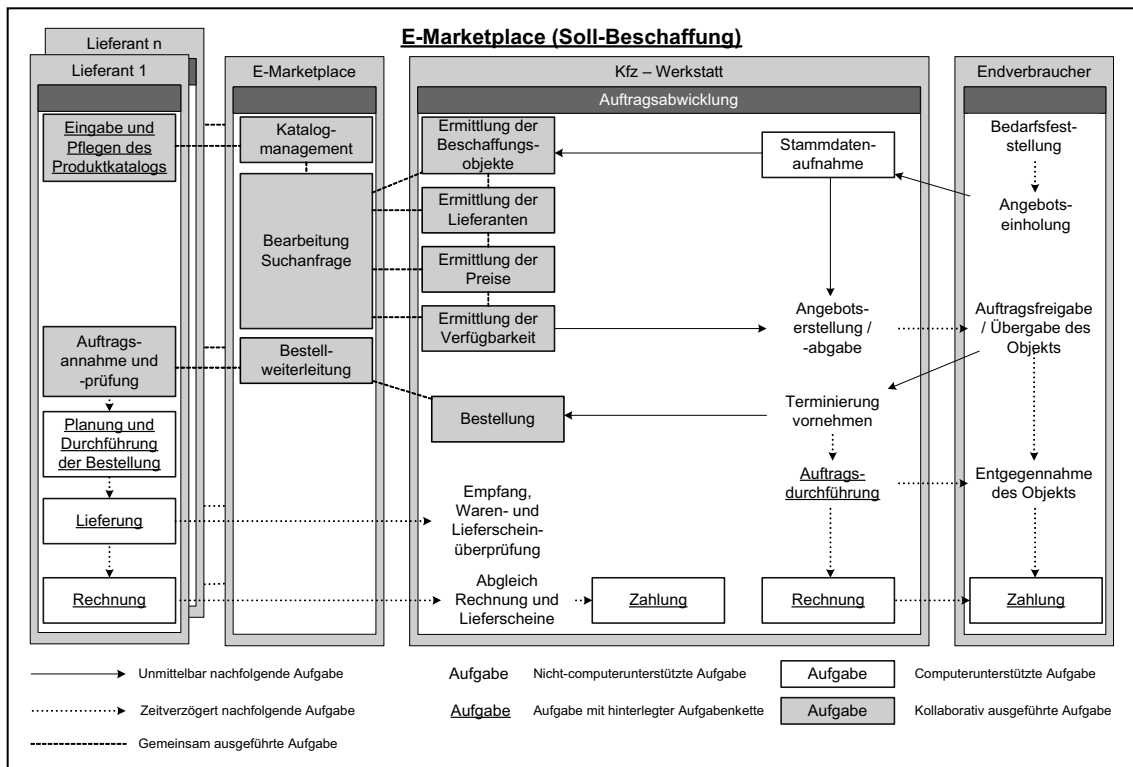 E-Marketplace (Soll-Beschaffung)
Lieferant n
Lieferant 1
Eingabe und
Pflegen des
Produktkatalogs
Auftrags-
annahme und
-prüfung
Planung und
Durchführung
der Bestellung
Lieferung
Rechnung
E-Marketplace
Katalog-
management
Bearbeitung
Suchanfrage
Bestell-
weiterleitung
Kfz – Werkstatt
Auftragsabwicklung
Ermittlung der
Beschaffungs-
objekte
Ermittlung der
Lieferanten
Ermittlung der
Preise
Ermittlung der
Verfügbarkeit
Bestellung
Empfang,
Waren- und
Lieferschein-
überprüfung
Abgleich
Rechnung und
Lieferscheine
Zahlung
Stammdaten-
aufnahme
Angebots-
erstellung /
-abgabe
Terminierung
vornehmen
Auftrags-
durchführung
Rechnung
Endverbraucher
Bedarfsfest-
stellung
Angebots-
einholung
Auftragsfreigabe
/ Übergabe des
Objekts
Entgegennahme
des Objekts
Zahlung
Unmittelbar nachfolgende Aufgabe
Zeitverzögert nachfolgende Aufgabe
Gemeinsam ausgeführte Aufgabe
Aufgabe
Nicht-computerunterstützte Aufgabe
Aufgabe
Aufgabe mit hinterlegter Aufgabenkette
Aufgabe
Computerunterstützte Aufgabe
Aufgabe
Kollaborativ ausgeführte Aufgabe